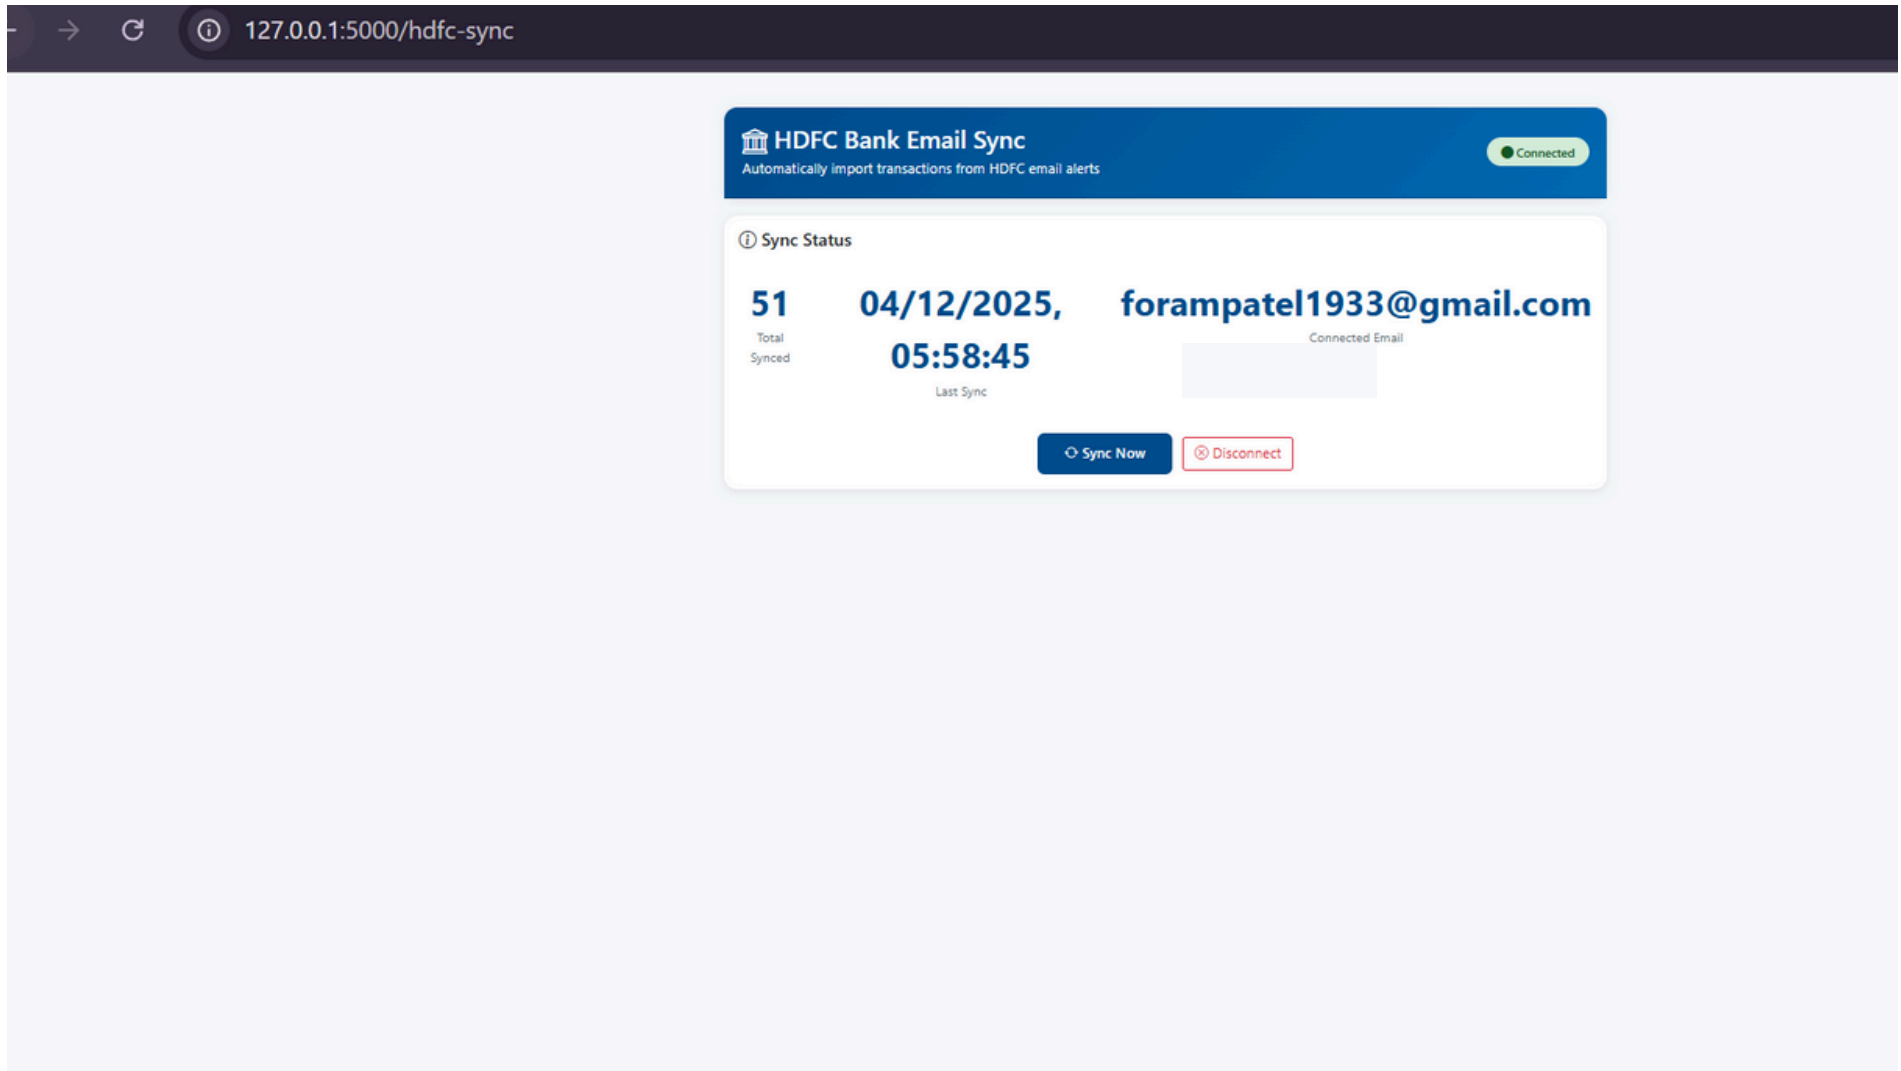 127.0.0.1:5000/hdfc-sync
HDFC Bank Email Sync
Automatically import transactions from HDFC email alerts
Connected
Sync Status
51
Total
Synced
04/12/2025,
05:58:45
Last Sync
forampatel1933@gmail.com
Connected Email
Sync Now
Disconnect